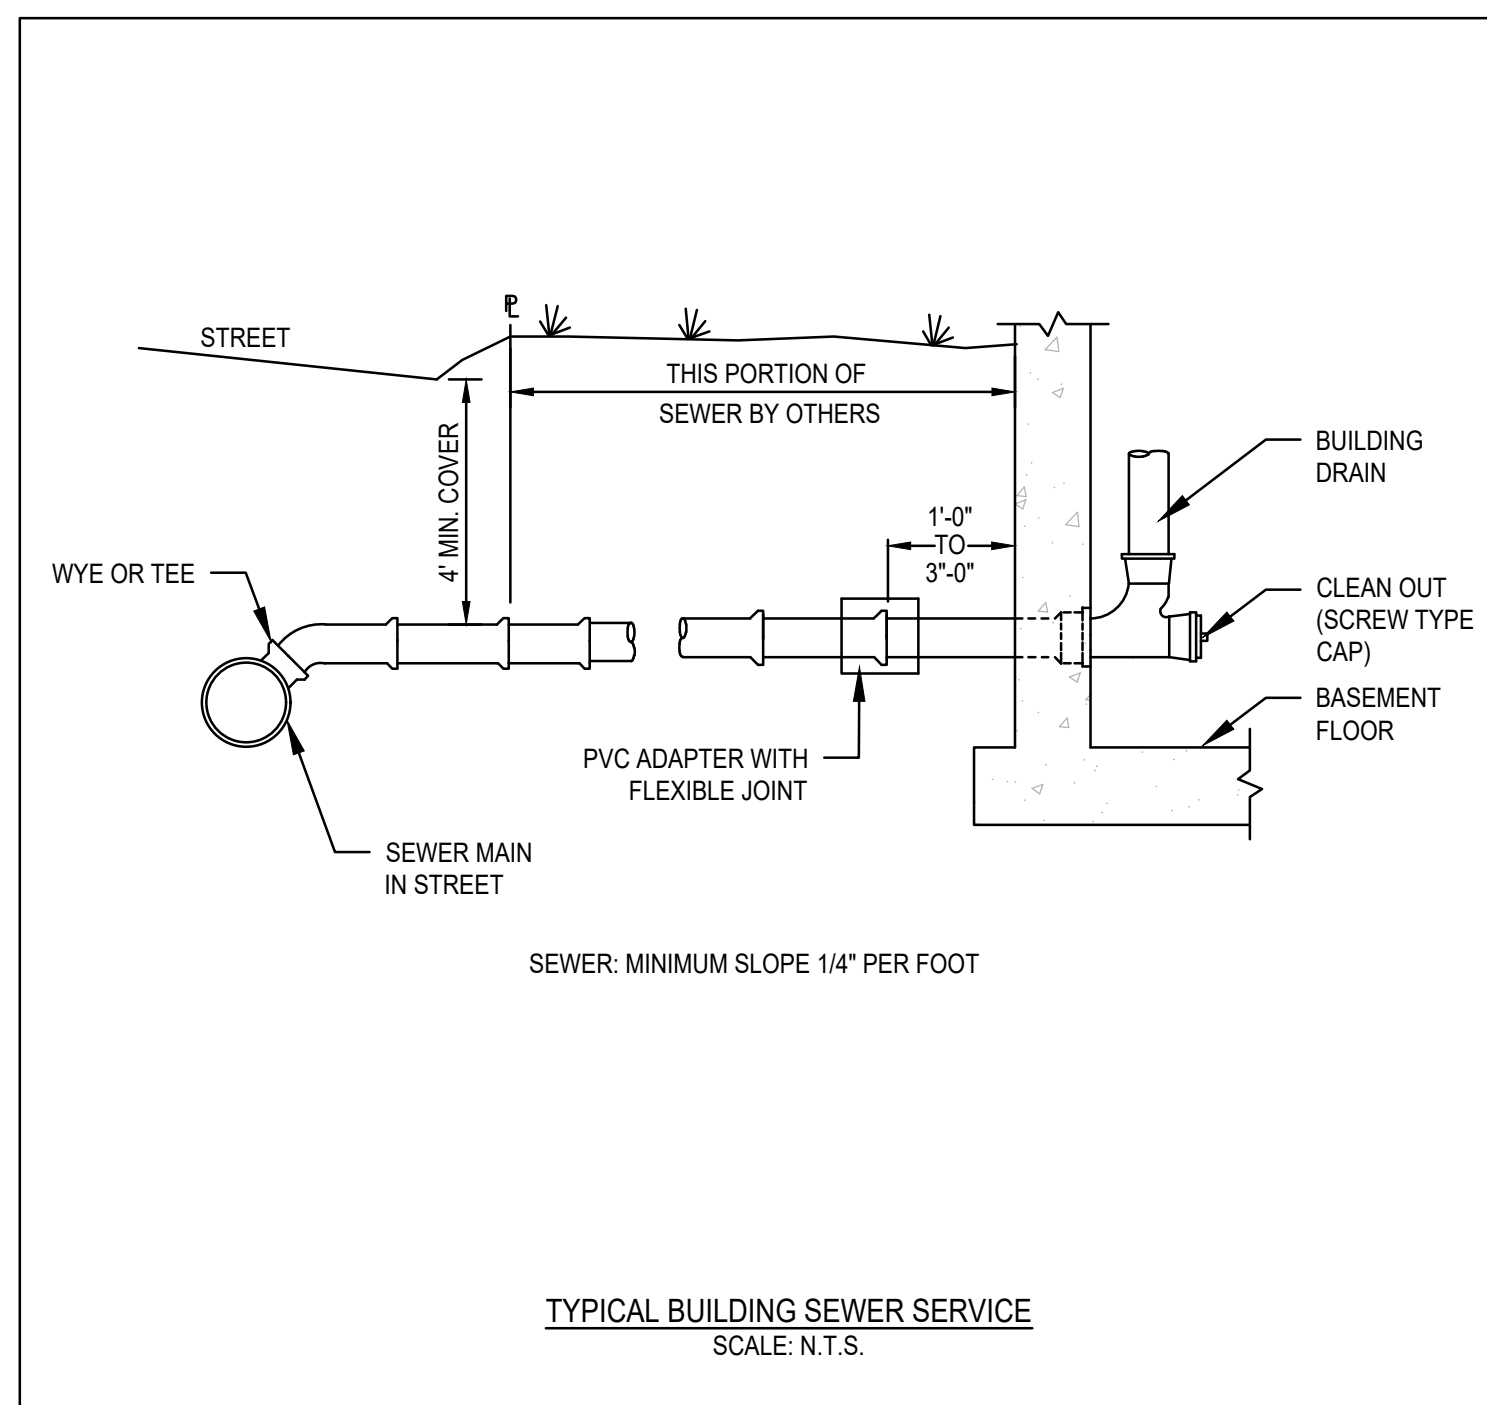 ℄
STREET
THIS PORTION OF
SEWER BY OTHERS
4' MIN. COVER
1'-0"
TO
3"-0"
BUILDING
DRAIN
WYE OR TEE
CLEAN OUT
(SCREW TYPE
CAP)
BASEMENT
FLOOR
PVC ADAPTER WITH
FLEXIBLE JOINT
SEWER MAIN
IN STREET
SEWER: MINIMUM SLOPE 1/4" PER FOOT
TYPICAL BUILDING SEWER SERVICE
SCALE: N.T.S.